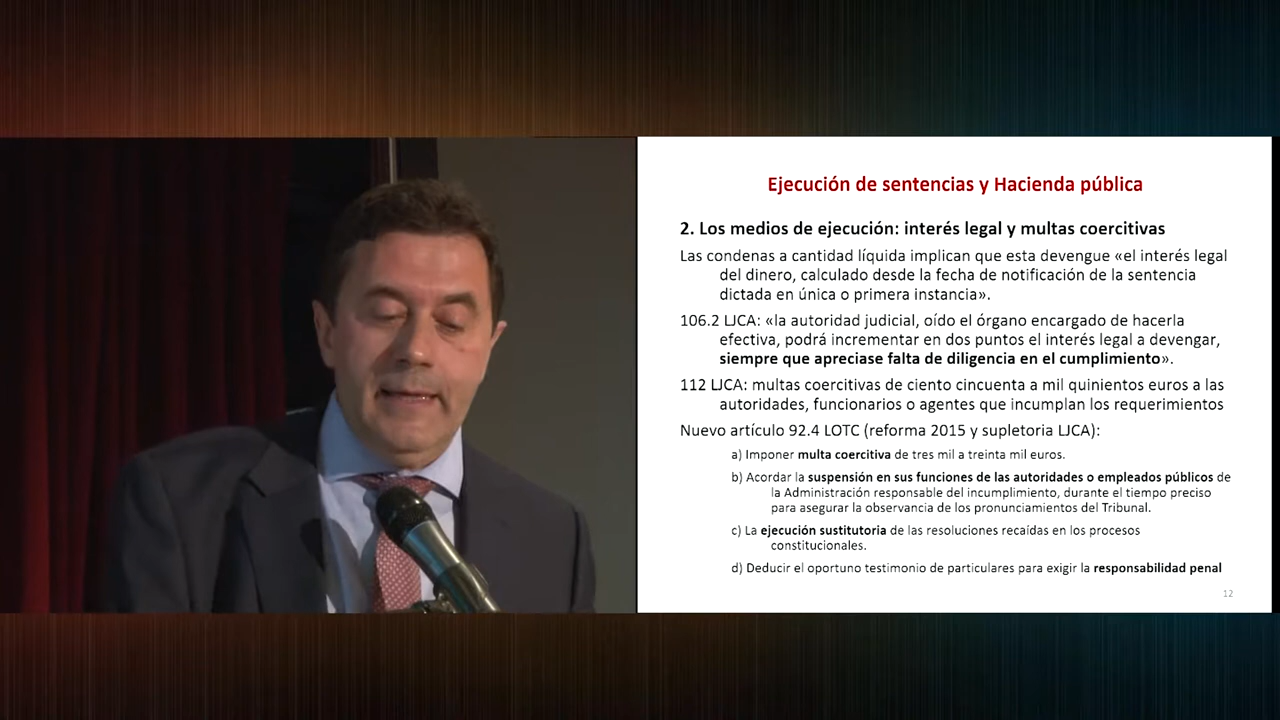 Ejecución de sentencias y Hacienda pública
2. Los medios de ejecución: interés legal y multas coercitivas
Las condenas a cantidad líquida implican que esta devengue «el interés legal
del dinero, calculado desde la fecha de notificación de la sentencia
dictada en única o primera instancia».
106.2 LJCA: «la autoridad judicial, oído el órgano encargado de hacerla
efectiva, podrá incrementar en dos puntos el interés legal a devengar,
siempre que apreciase falta de diligencia en el cumplimiento».
112 LJCA: multas coercitivas de ciento cincuenta a mil quinientos euros a las
autoridades, funcionarios o agentes que incumplan los requerimientos
Nuevo artículo 92.4 LOTC (reforma 2015 y supletoria LJCA):
a) Imponer multa coercitiva de tres mil a treinta mil euros.
b) Acordar la suspensión en sus funciones de las autoridades o empleados públicos de
la Administración responsable del incumplimiento, durante el tiempo preciso
para asegurar la observancia de los pronunciamientos del Tribunal.
c) La ejecución sustitutoria de las resoluciones recaídas en los procesos
constitucionales.
d) Deducir el oportuno testimonio de particulares para exigir la responsabilidad penal
12